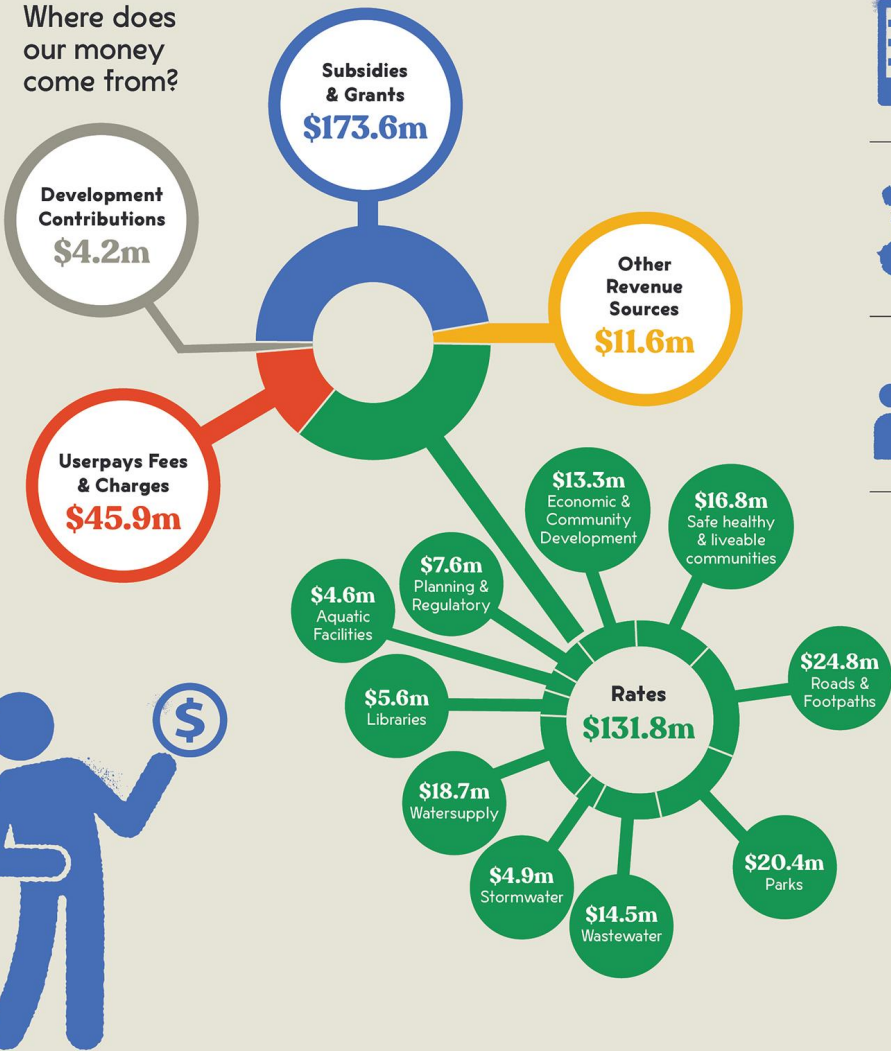 Where does
our money
come from?
Subsidies
& Grants
$173.6m
Development
Contributions
$4.2m
Other
Revenue
Sources
$11.6m
Userpays Fees
& Charges
$45.9m
$13.3m
Economic &
Community
Development
$16.8m
Safe healthy
& liveable
communities
$7.6m
Planning &
Regulatory
$4.6m
Aquatic
Facilities
$24.8m
Roads &
Footpaths
$5.6m
Libraries
Rates
$131.8m
$
$18.7m
Watersupply
$4.9m
Stormwater
$14.5m
Wastewater
$20.4m
Parks